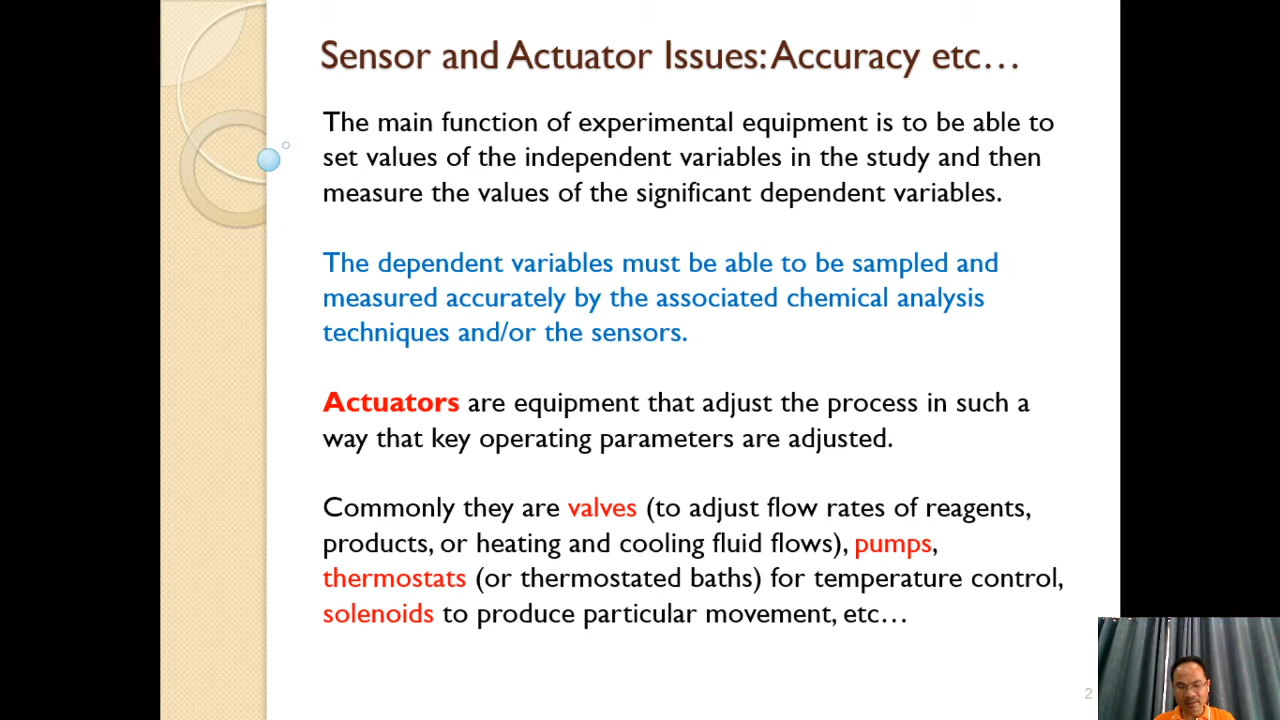 Sensor and Actuator Issues: Accuracy etc…
The main function of experimental equipment is to be able to
set values of the independent variables in the study and then
measure the values of the significant dependent variables.
The dependent variables must be able to be sampled and
measured accurately by the associated chemical analysis
techniques and/or the sensors.
Actuators are equipment that adjust the process in such a
way that key operating parameters are adjusted.
Commonly they are valves (to adjust flow rates of reagents,
products, or heating and cooling fluid flows), pumps,
thermostats (or thermostated baths) for temperature control,
solenoids to produce particular movement, etc…
2